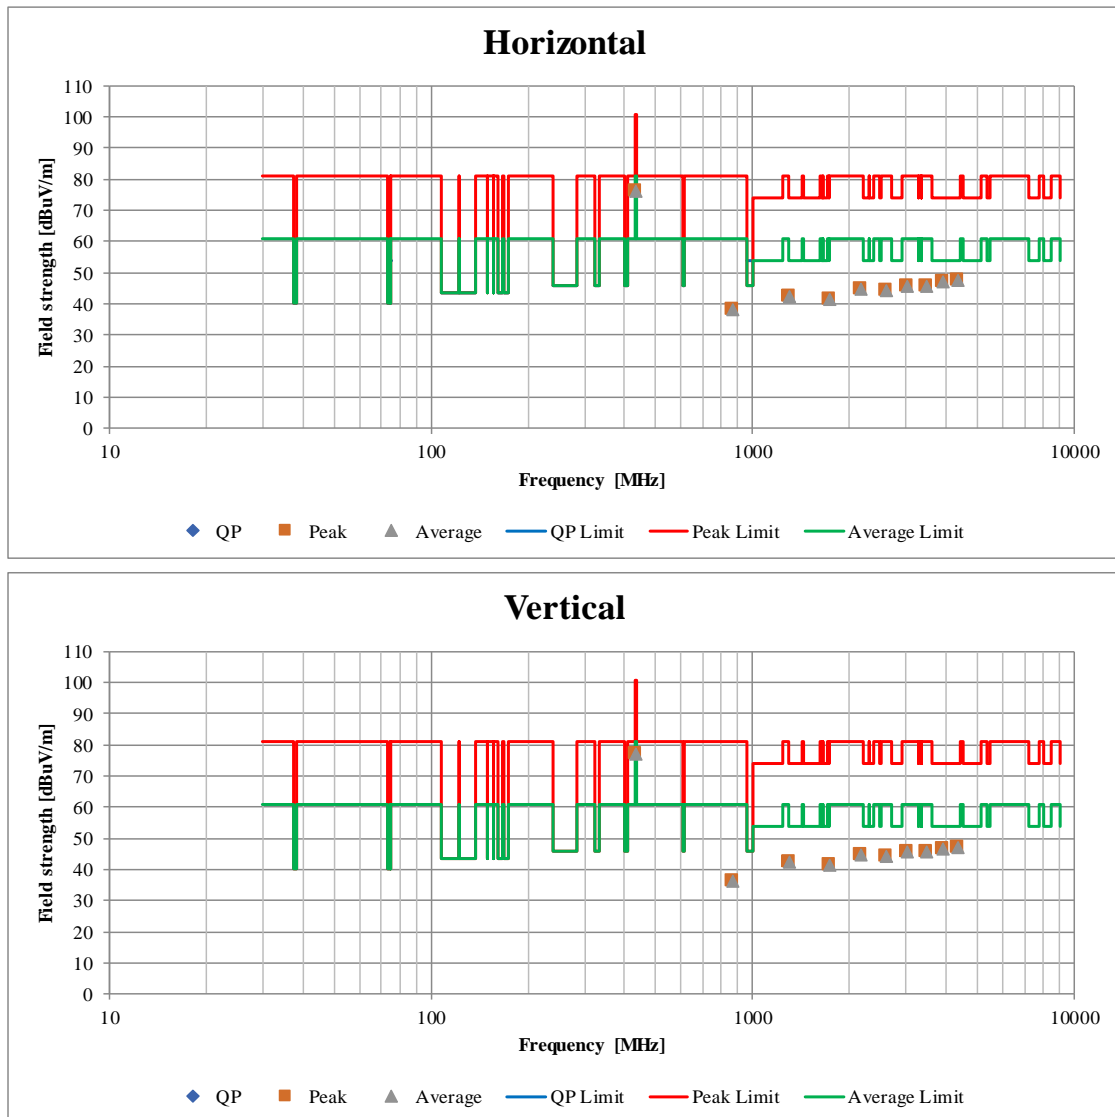 Horizontal
110
100
90
80
70
60
50
40
30
20
10
0
Field strength [dBuV/m]
10 100 1000 10000
Frequency [MHz]
QP Peak Average QP Limit Peak Limit Average Limit
Vertical
110
100
90
80
70
60
50
40
30
20
10
0
Field strength [dBuV/m]
10 100 1000 10000
Frequency [MHz]
QP Peak Average QP Limit Peak Limit Average Limit